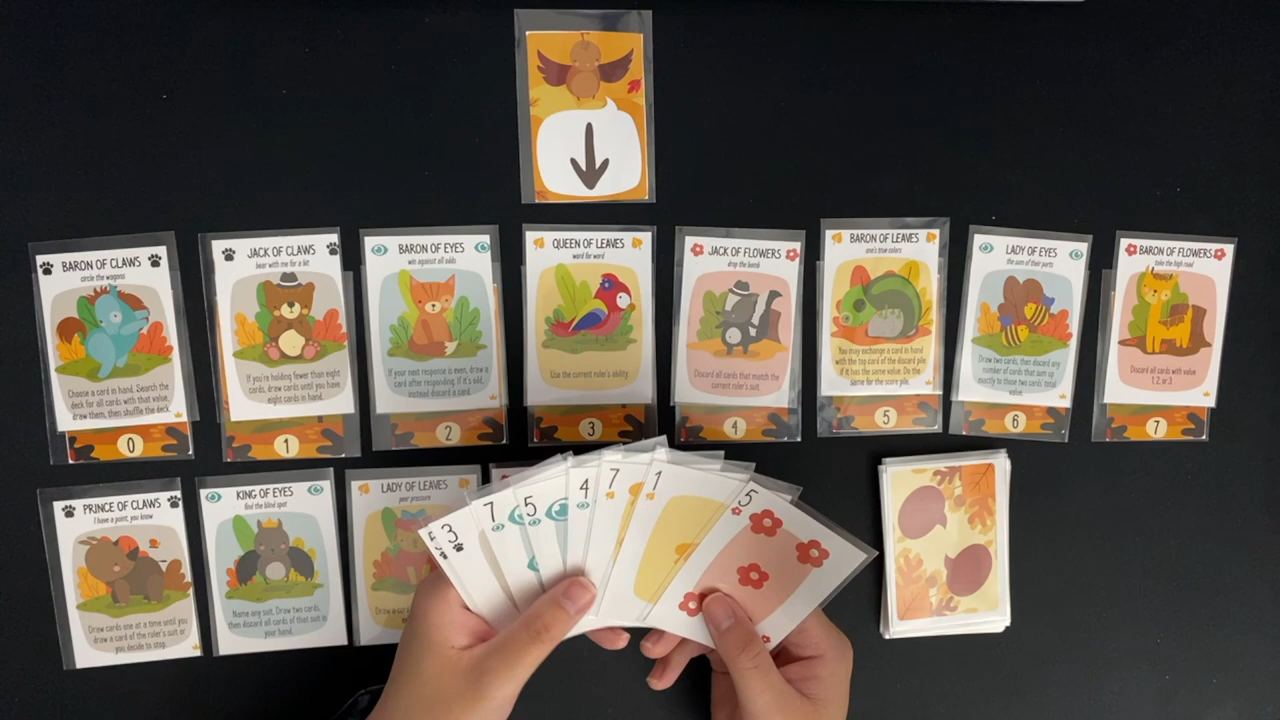 BARON OF CLAWS
circle the wagons
Choose a card in hand. Search the
deck for all cards with that value,
draw them, then shuffle the deck.
0
JACK OF CLAWS
bear with me for a bit
If you're holding fewer than eight
cards, draw cards until you have
eight cards in hand.
1
BARON OF EYES
win against all odds
If your next response is even, draw a
card after responding. If it's odd,
instead discard a card.
2
QUEEN OF LEAVES
word for word
Use the current ruler's ability.
3
JACK OF FLOWERS
drop the bomb
Discard all cards that match the
current ruler's suit.
4
BARON OF LEAVES
one's true colors
You may exchange a card in hand
with the top card of the discard pile
if it has the same value. Do the
same for the score pile.
5
LADY OF EYES
the sum of their parts
Draw two cards, then discard any
number of cards that sum up
exactly to those two cards' total
value.
6
BARON OF FLOWERS
take the high road
Discard all cards with value
1, 2, or 3.
7
PRINCE OF CLAWS
I have a point, you know
Draw cards one at a time until you
draw a card of the ruler's suit or
you decide to stop.
KING OF EYES
find the blind spot
Name any suit. Draw two cards,
then discard all cards of that suit in
your hand.
LADY OF LEAVES
peer pressure
Draw a
5
3
7
5
4
7
1
5